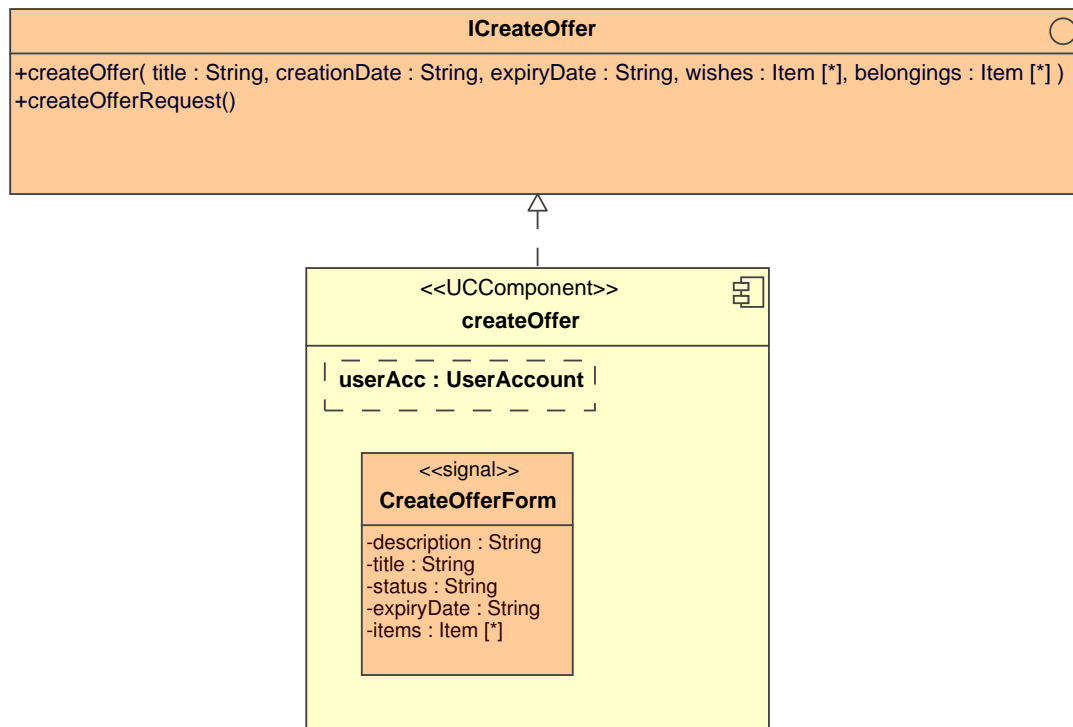 ICreateOffer
+createOffer( title : String, creationDate : String, expiryDate : String, wishes : Item [*], belongings : Item [*] )
+createOfferRequest()
<<UCComponent>>
createOffer
userAcc : UserAccount
<<signal>>
CreateOfferForm
-description : String
-title : String
-status : String
-expiryDate : String
-items : Item [*]